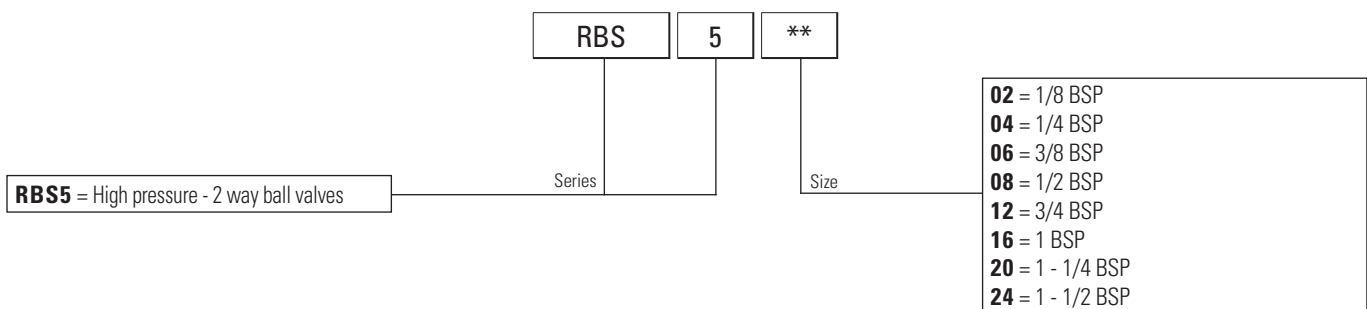 RBS 5 **
RBS5 = High pressure - 2 way ball valves
Series
Size
02 = 1/8 BSP
04 = 1/4 BSP
06 = 3/8 BSP
08 = 1/2 BSP
12 = 3/4 BSP
16 = 1 BSP
20 = 1 - 1/4 BSP
24 = 1 - 1/2 BSP